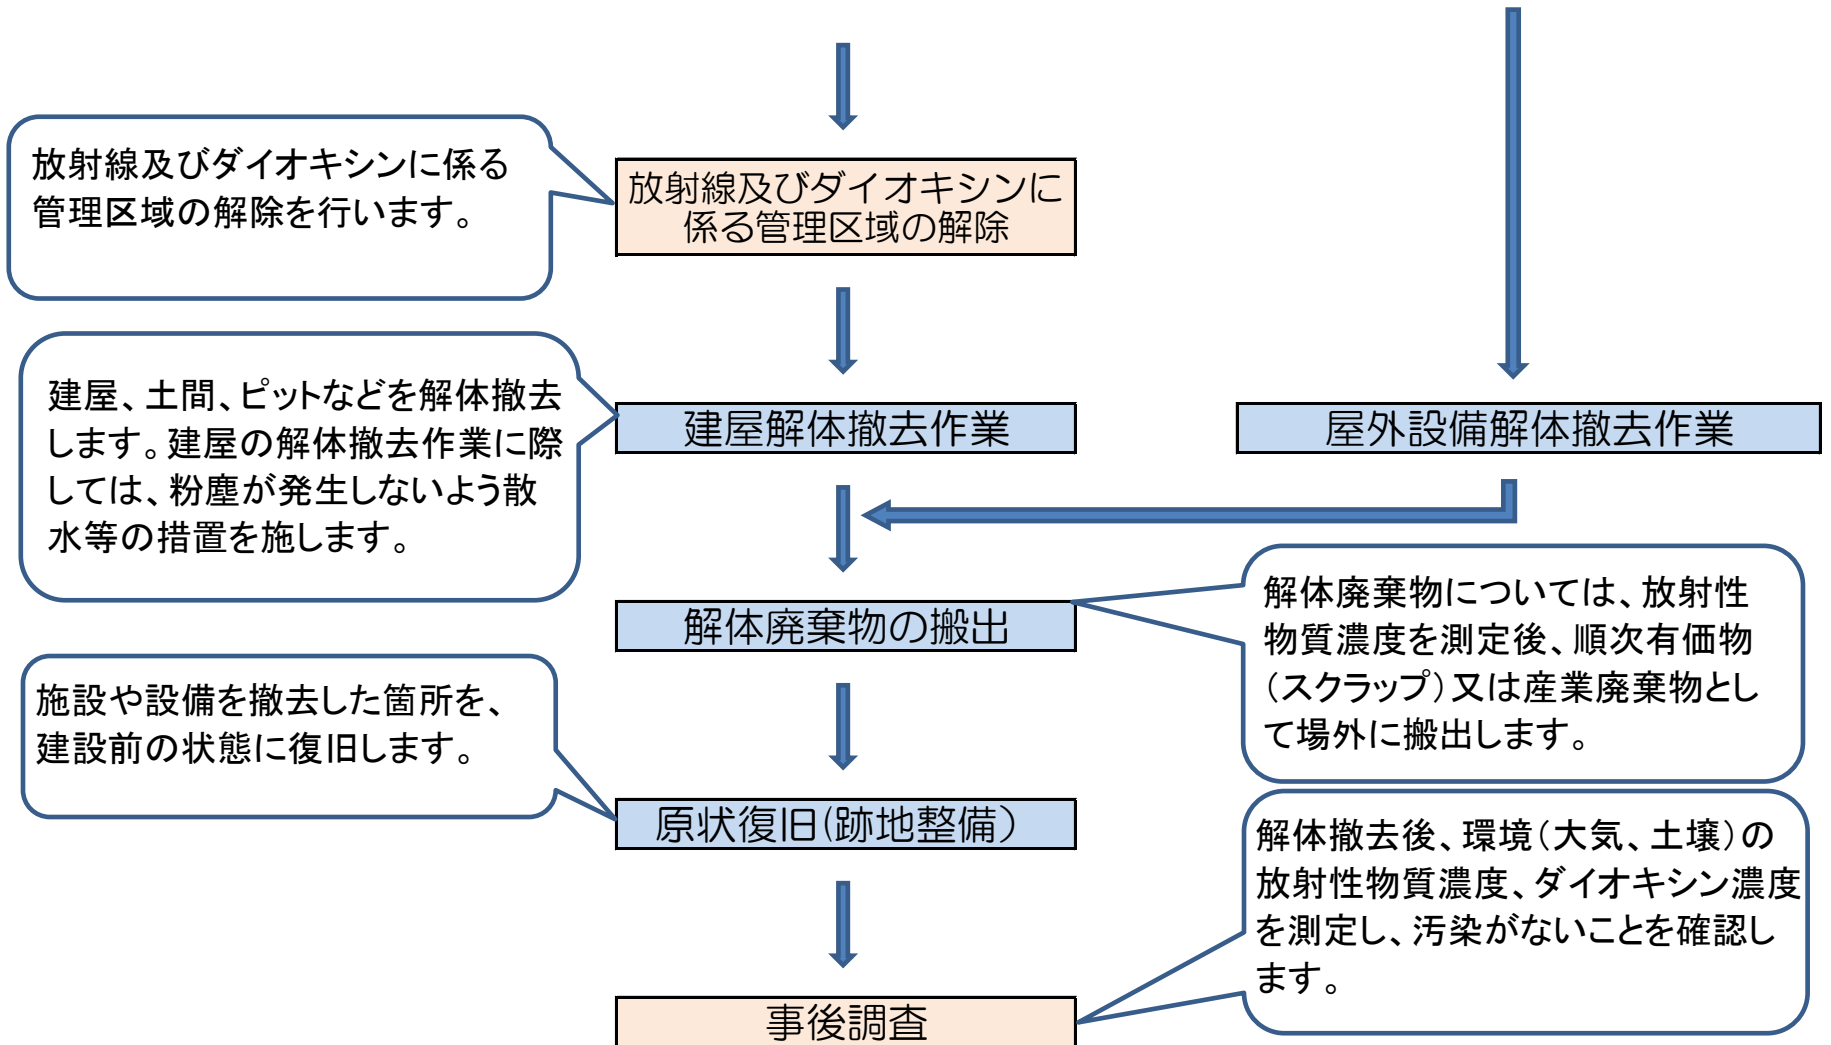 放射線及びダイオキシンに係る
管理区域の解除を行います。
放射線及びダイオキシンに
係る管理区域の解除
建屋、土間、ピットなどを解体撤去
します。建屋の解体撤去作業に際
しては、粉塵が発生しないよう散
水等の措置を施します。
建屋解体撤去作業
屋外設備解体撤去作業
解体廃棄物の搬出
解体廃棄物については、放射性
物質濃度を測定後、順次有価物
（スクラップ）又は産業廃棄物とし
て場外に搬出します。
施設や設備を撤去した箇所を、
建設前の状態に復旧します。
原状復旧(跡地整備）
解体撤去後、環境（大気、土壌）の
放射性物質濃度、ダイオキシン濃度
を測定し、汚染がないことを確認し
ます。
事後調査